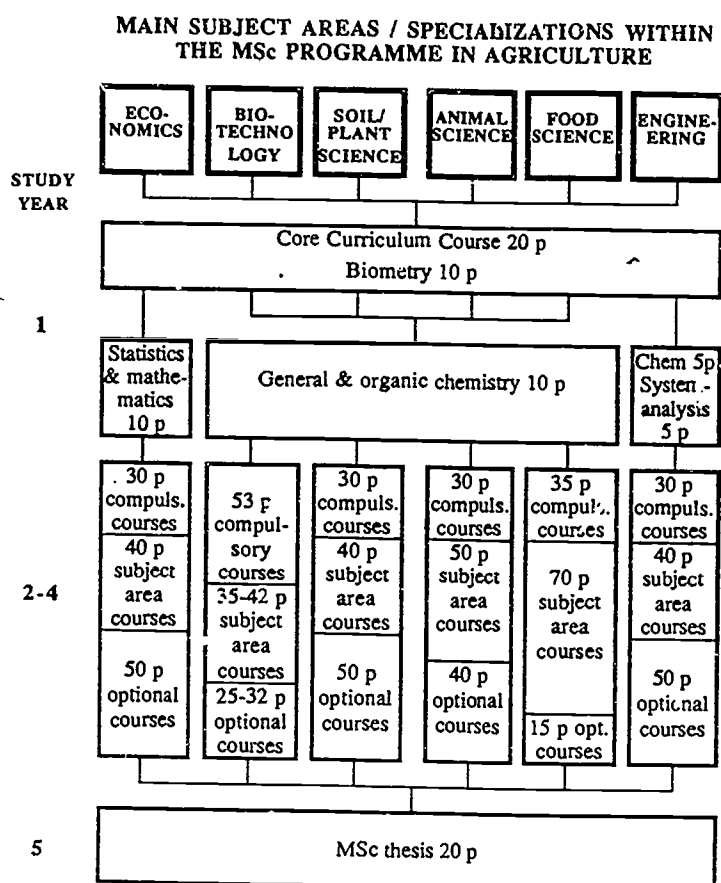 MAIN SUBJECT AREAS / SPECIALIZATIONS WITHIN
THE MSc PROGRAMME IN AGRICULTURE
ECO-
NOMICS
BIO-
TECHNO
LOGY
SOIL/
PLANT
SCIENCE
ANIMAL
SCIENCE
FOOD
SCIENCE
ENGINE-
ERING
STUDY
YEAR
Core Curriculum Course 20 p
Biometry 10 p
1
Statistics
& mathe-
matics
10 p
General & organic chemistry 10 p
Chem 5p
System-
analysis
5 p
2-4
30 p
compuls.
courses
40 p
subject
area
courses
50 p
optional
courses
53 p
compul-
sory
courses
35-42 p
subject
area
courses
25-32 p
optional
courses
30 p
compuls.
courses
40 p
subject
area
courses
50 p
optional
courses
30 p
compuls.
courses
50 p
subject
area
courses
40 p
optional
courses
35 p
compuls.
courses
70 p
subject
area
courses
15 p opt.
courses
30 p
compuls.
courses
40 p
subject
area
courses
50 p
optional
courses
5
MSc thesis 20 p